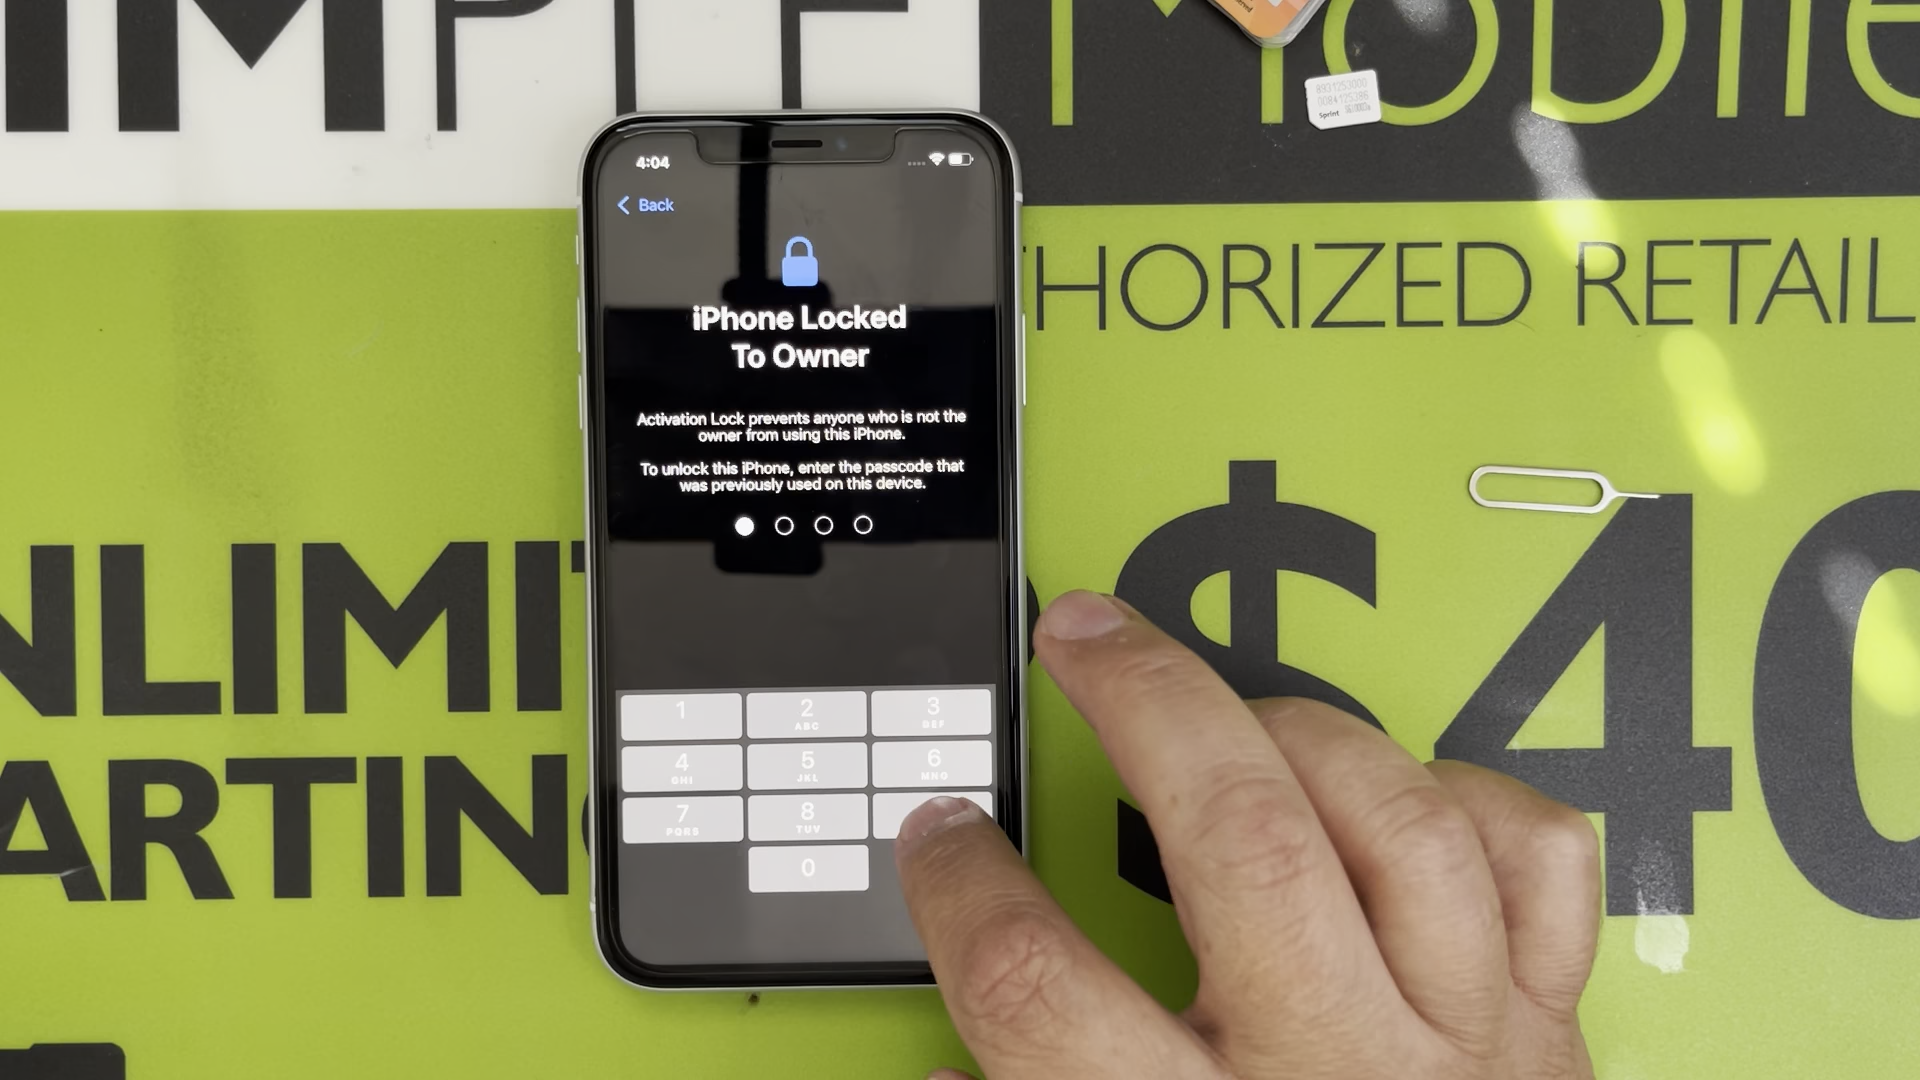 IMPLE Mobile
8931253000
0084125386
Sprint
4:04
Back
HORIZED RETAIL
iPhone Locked
To Owner
Activation Lock prevents anyone who is not the
owner from using this iPhone.
To unlock this iPhone, enter the passcode that
was previously used on this device.
NLIMIT
$40
ARTIN
1
2
ABC
3
DEF
4
GHI
5
JKL
6
MNO
7
PQRS
8
TUV
0